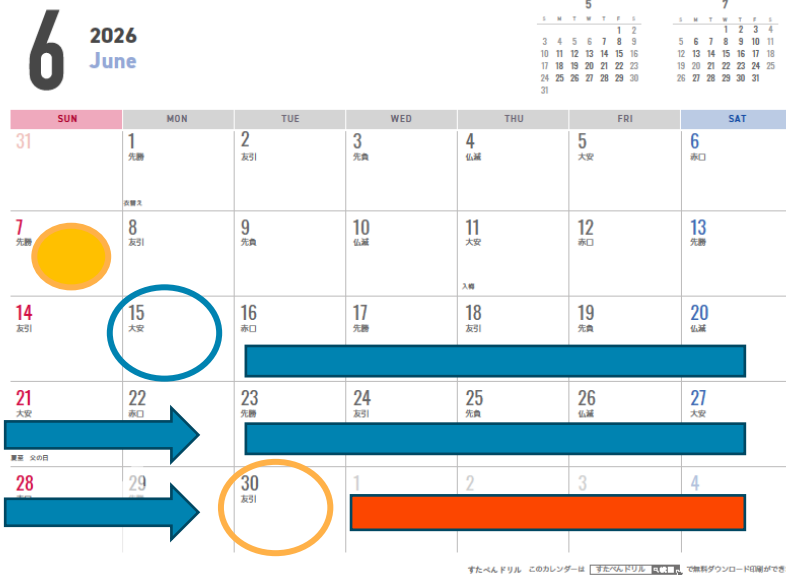 6
2026
June
5
S M T W T F S
1 2
3 4 5 6 7 8 9
10 11 12 13 14 15 16
17 18 19 20 21 22 23
24 25 26 27 28 29 30
31
7
S M T W T F S
1 2 3 4
5 6 7 8 9 10 11
12 13 14 15 16 17 18
19 20 21 22 23 24 25
26 27 28 29 30 31
SUN MON TUE WED THU FRI SAT
31 1 2 3 4 5 6
先勝 友引 先負 仏滅 大安 赤口
衣替え
7 8 9 10 11 12 13
先勝 友引 先負 仏滅 大安 赤口 先勝
入梅
14 15 16 17 18 19 20
友引 大安 赤口 先勝 友引 先負 仏滅
21 22 23 24 25 26 27
大安 赤口 先勝 友引 先負 仏滅 大安
夏至 父の日
28 29 30 1 2 3 4
友引
すたぺんドリル このカレンダーは すたぺんドリル で無料ダウンロード印刷ができ